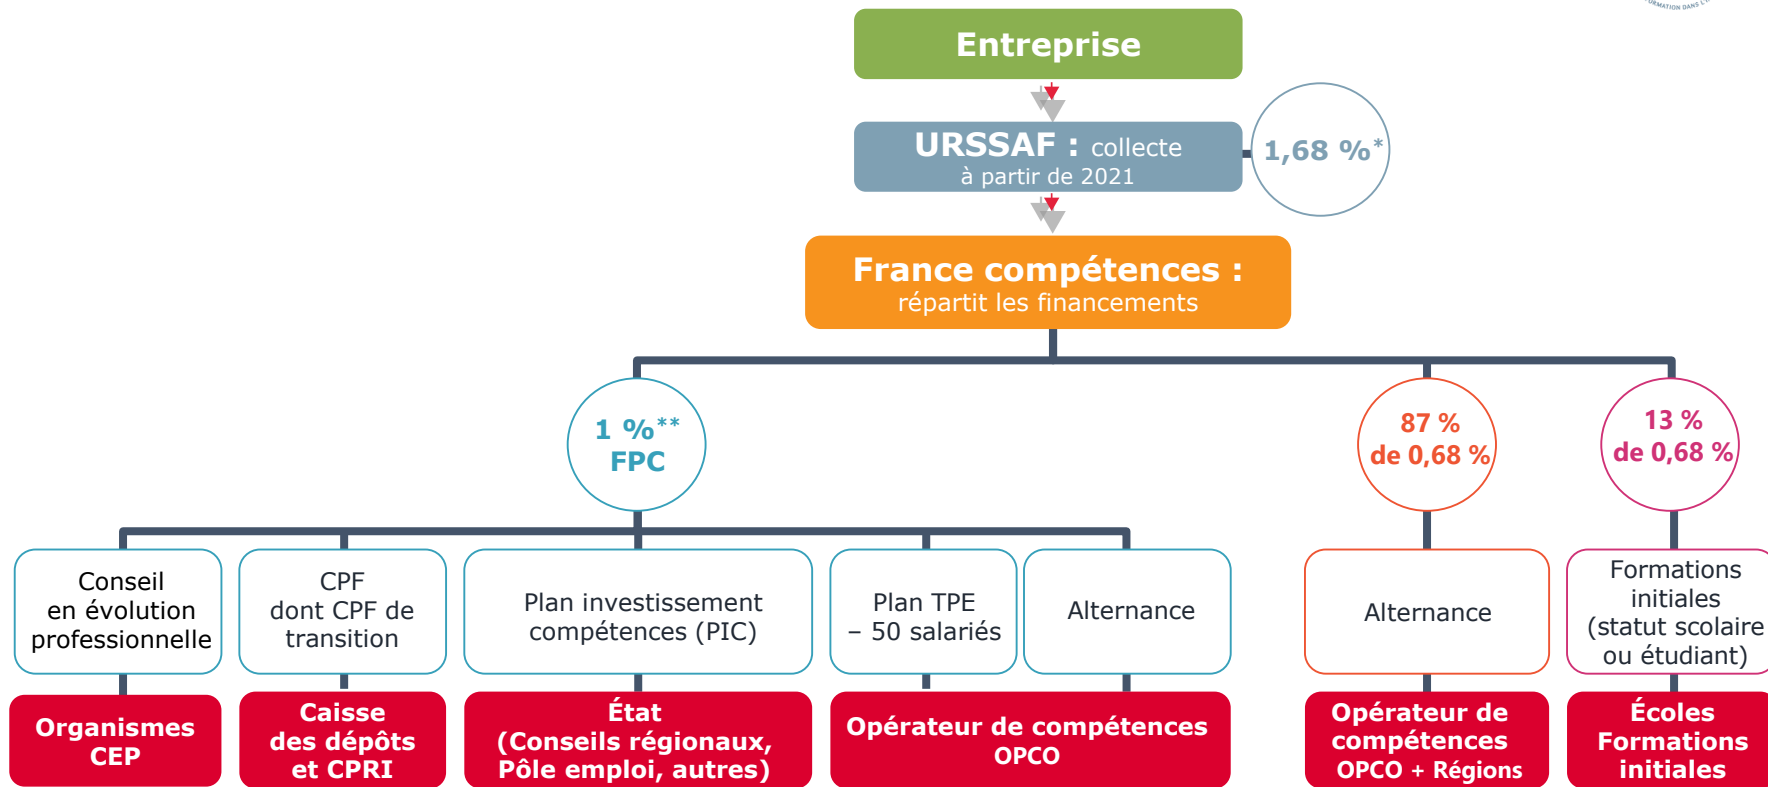 FORMATION DANS L'
Entreprise
URSSAF : collecte
à partir de 2021
1,68 %*
France compétences :
répartit les financements
1 %**
FPC
87 %
de 0,68 %
13 %
de 0,68 %
Conseil
en évolution
professionnelle
CPF
dont CPF de
transition
Plan investissement
compétences (PIC)
Plan TPE
– 50 salariés
Alternance
Alternance
Formations
initiales
(statut scolaire
ou étudiant)
Organismes
CEP
Caisse
des dépôts
et CPRI
État
(Conseils régionaux,
Pôle emploi, autres)
Opérateur de compétences
OPCO
Opérateur de
compétences
OPCO + Régions
Écoles
Formations
initiales